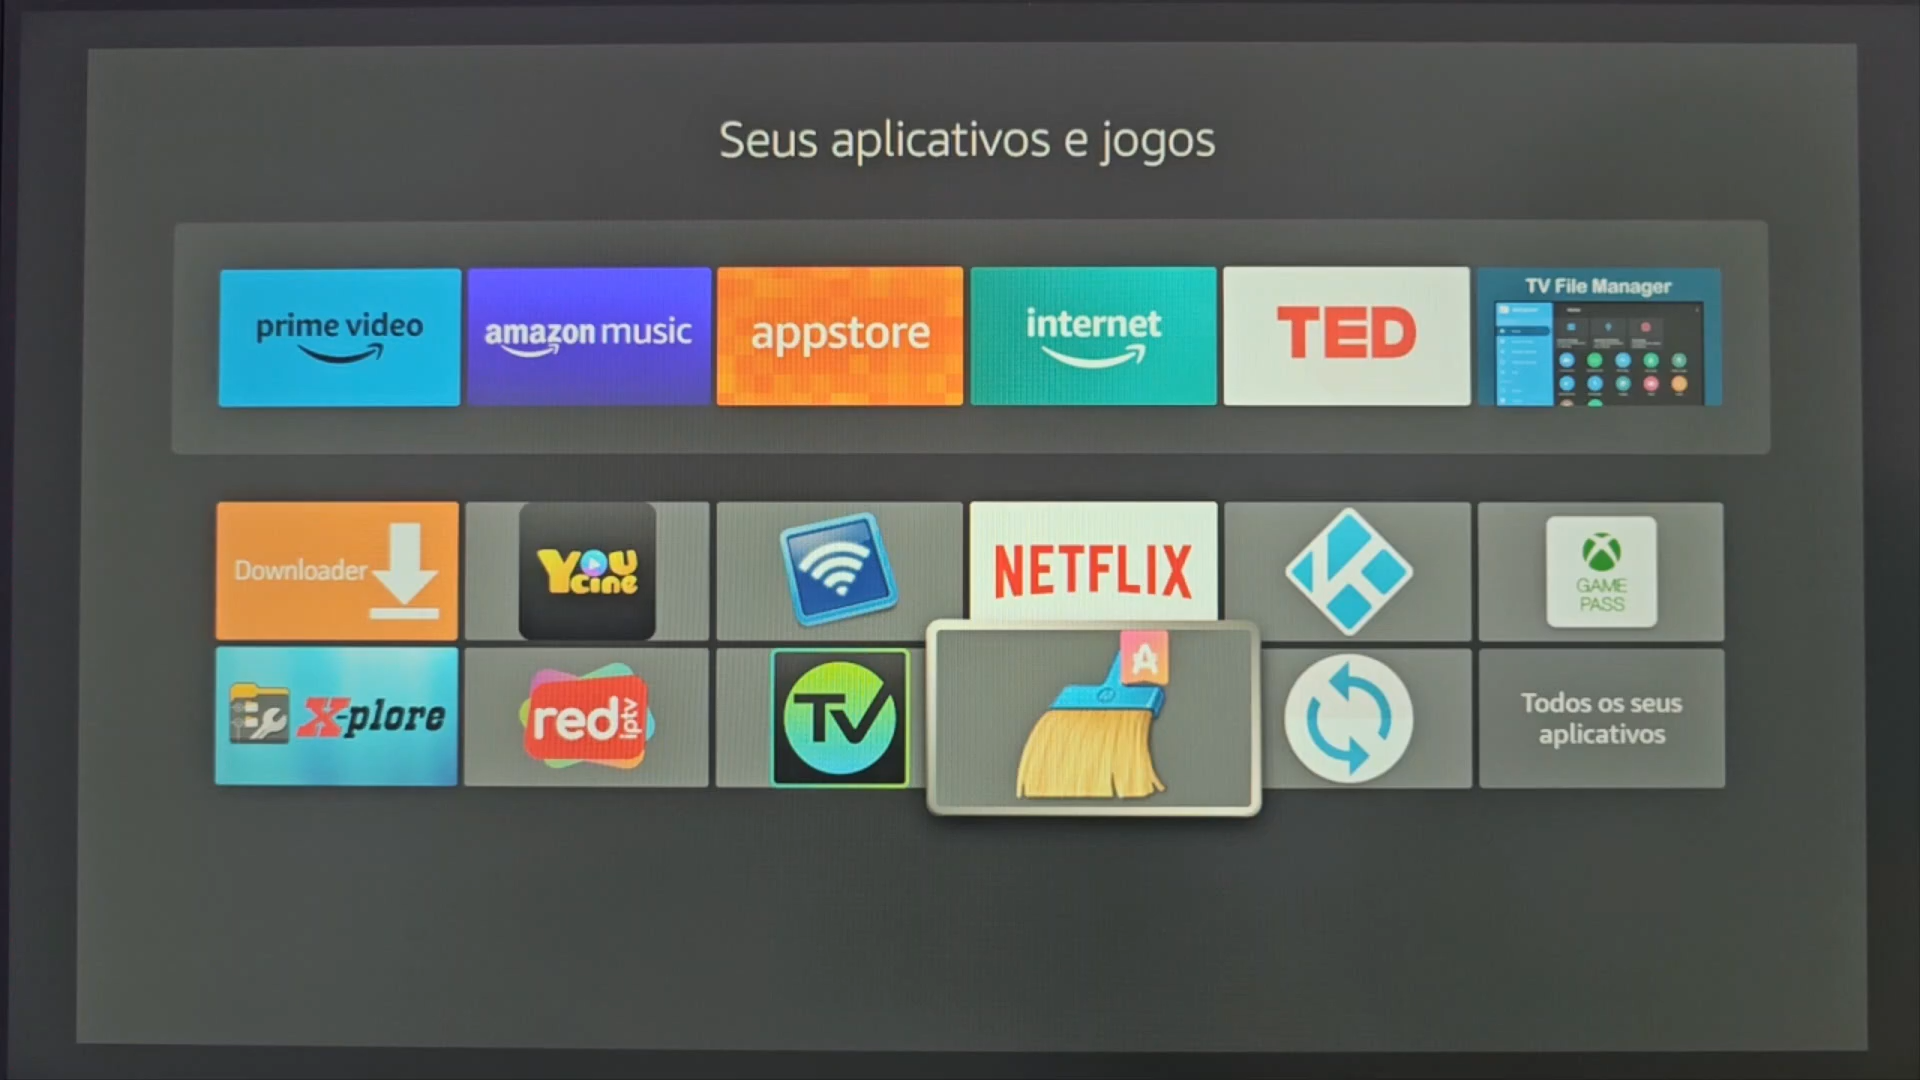 Seus aplicativos e jogos
prime video
amazon music
appstore
internet
TED
TV File Manager
Downloader
YOU
cine
NETFLIX
GAME
PASS
X-plore
red iptv
TV
A
Todos os seus
aplicativos